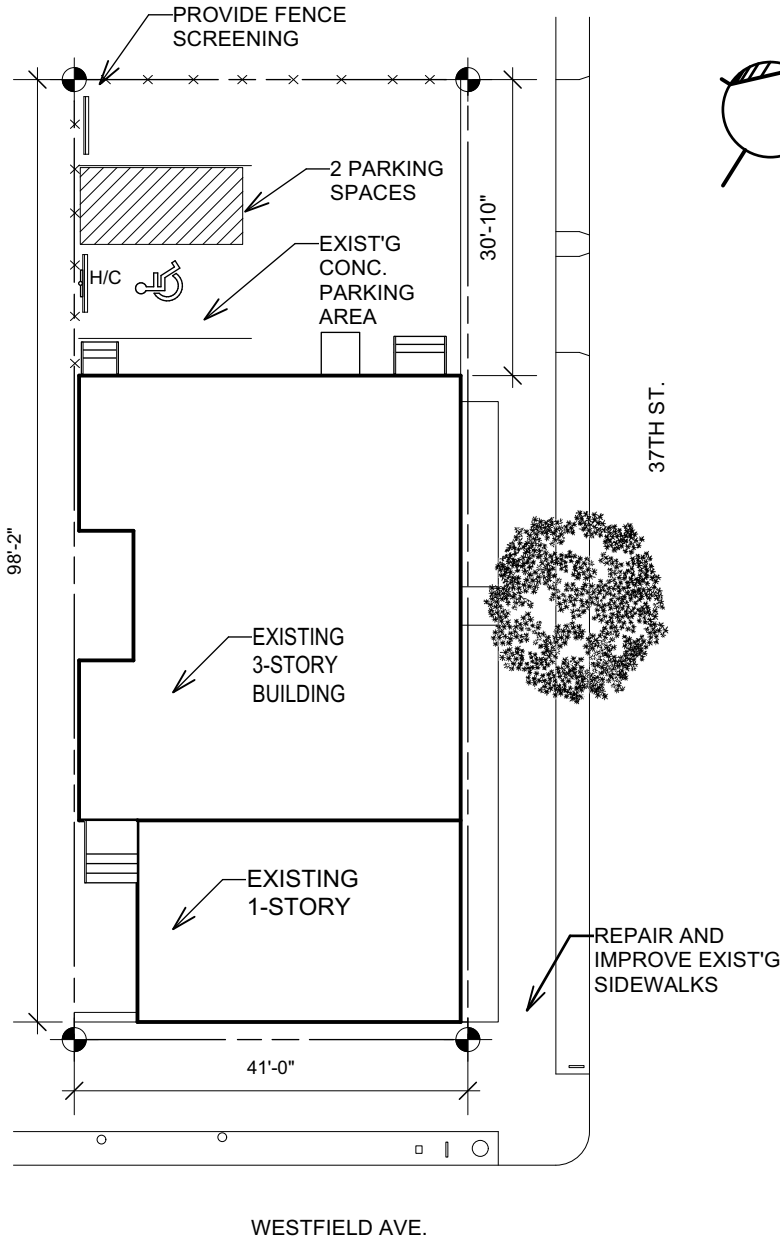 PROVIDE FENCE
SCREENING
2 PARKING
SPACES
30'-10"
EXIST'G
CONC.
PARKING
AREA
H/C
37TH ST.
98'-2"
EXISTING
3-STORY
BUILDING
EXISTING
1-STORY
REPAIR AND
IMPROVE EXIST'G
SIDEWALKS
41'-0"
WESTFIELD AVE.